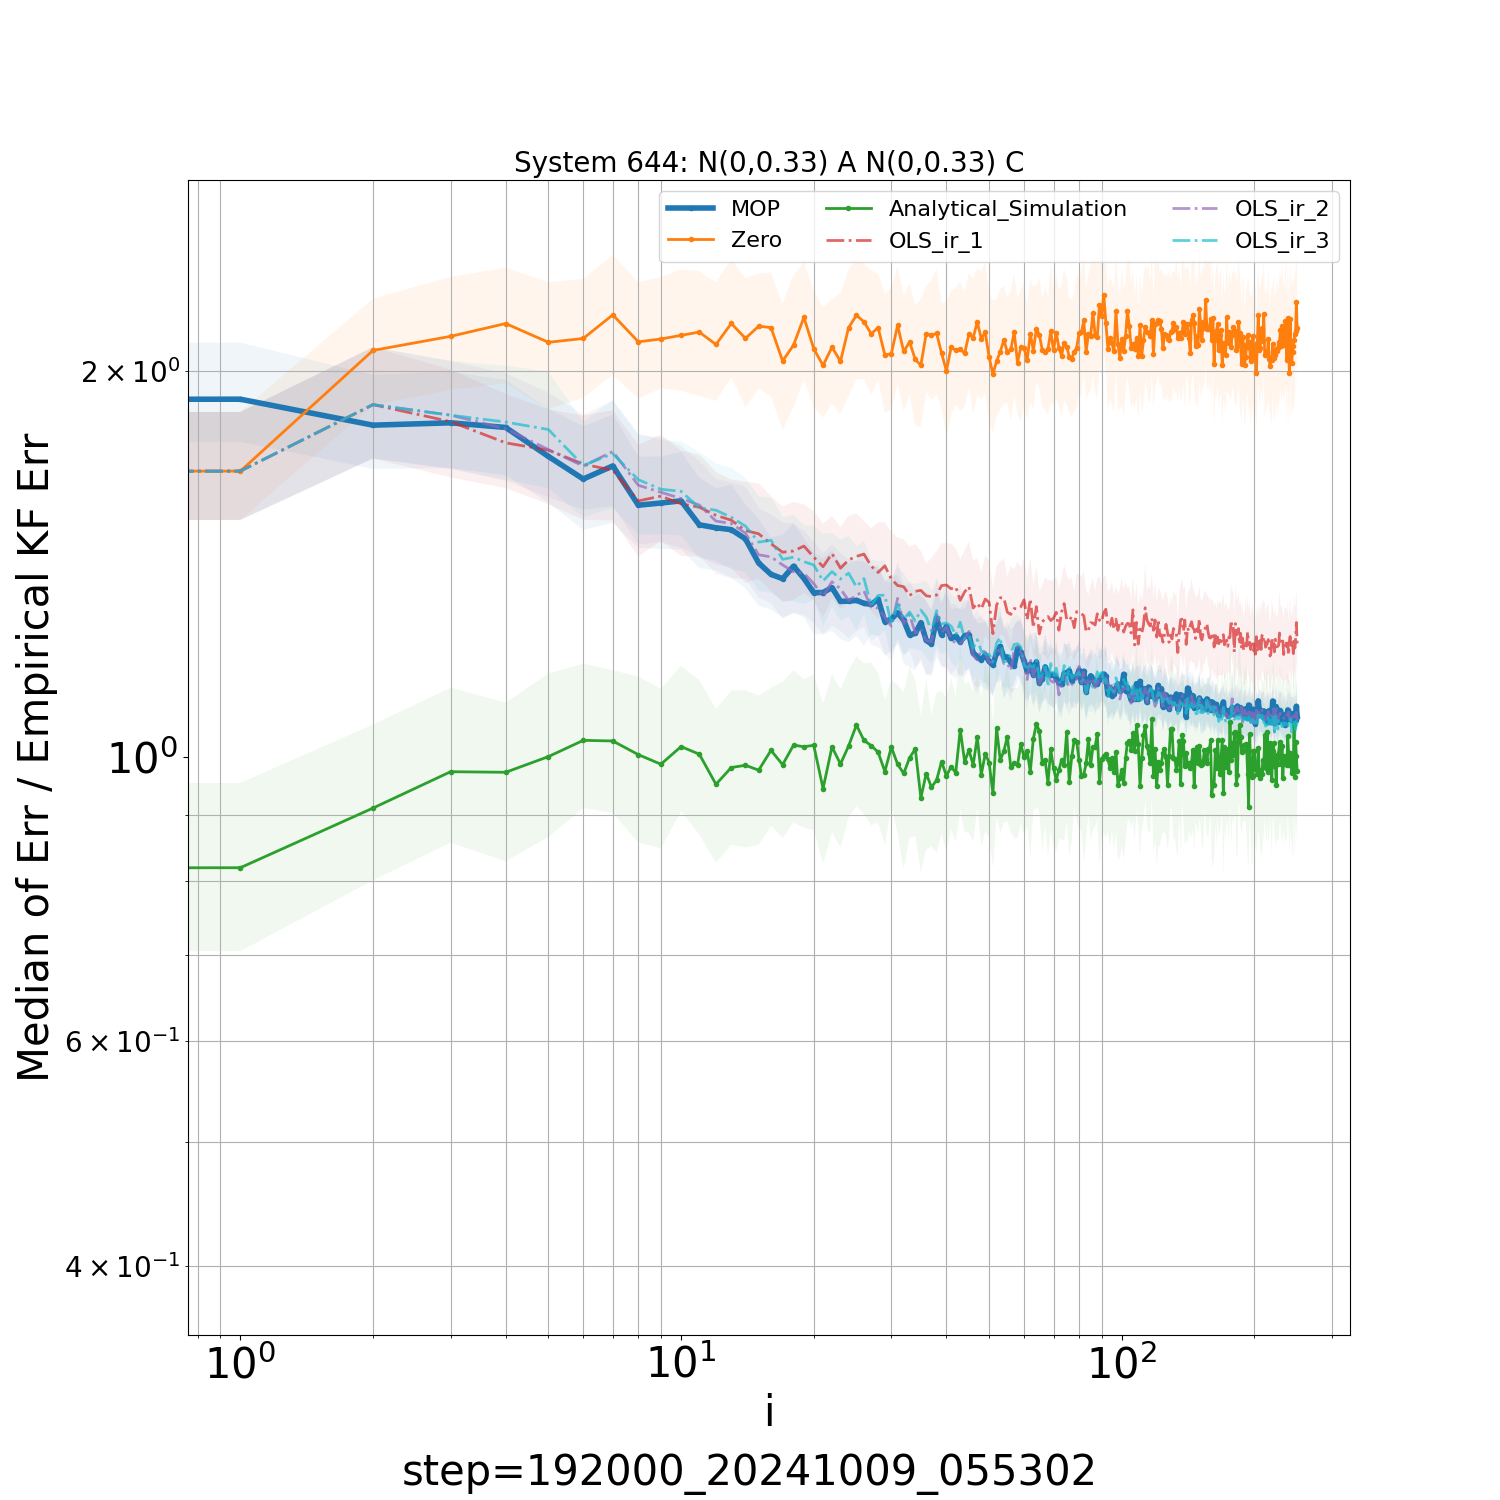 System 644: N(0,0.33) A N(0,0.33) C
MOP
Zero
Analytical_Simulation
OLS_ir_1
OLS_ir_2
OLS_ir_3
Median of Err / Empirical KF Err
2 × 10⁰
10⁰
6 × 10⁻¹
4 × 10⁻¹
10⁰ 10¹ 10²
i
step=192000_20241009_055302